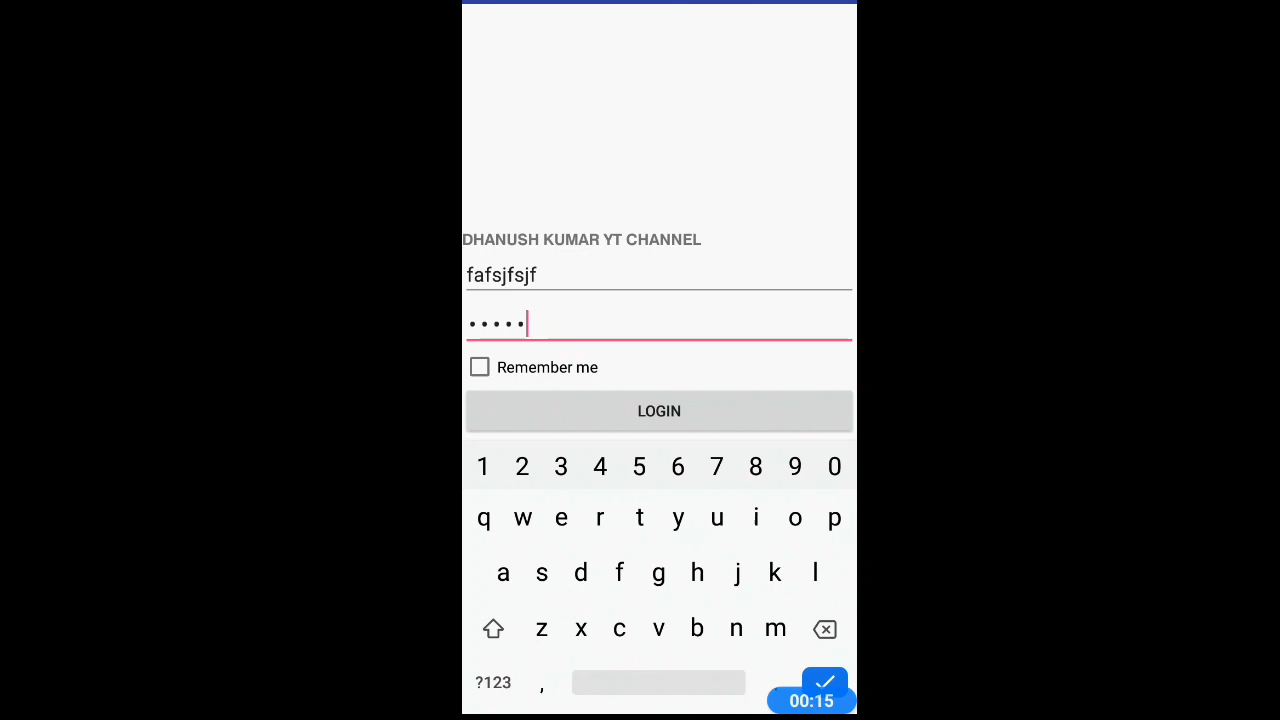 DHANUSH KUMAR YT CHANNEL
fafsjfsjf
•••••
Remember me
LOGIN
1 2 3 4 5 6 7 8 9 0
q w e r t y u i o p
a s d f g h j k l
z x c v b n m
?123 ,
00:15